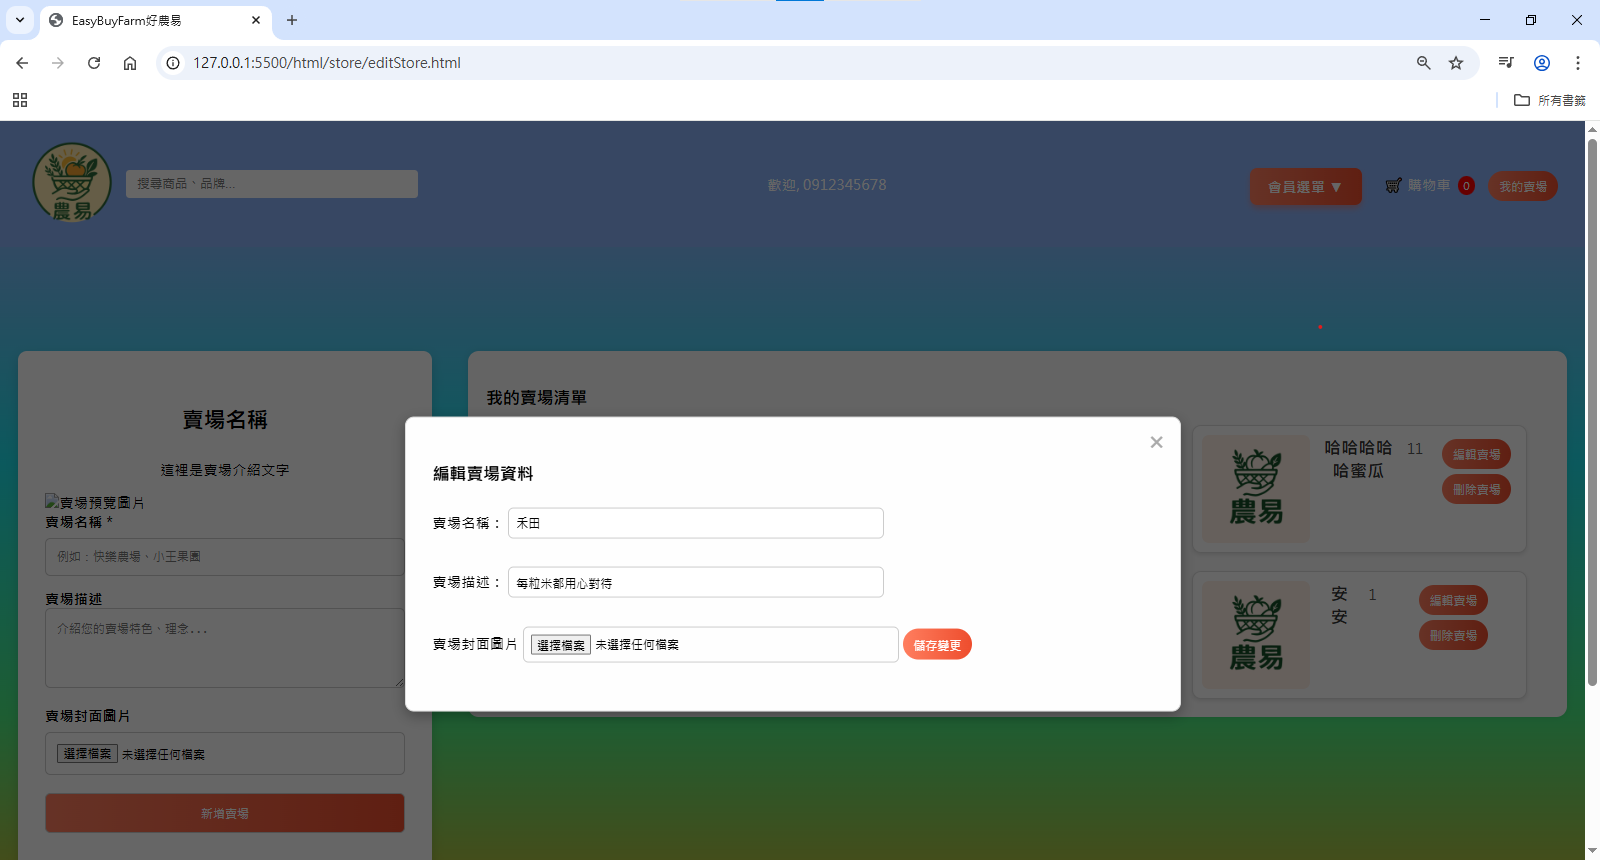 EasyBuyFarm好農易
127.0.0.1:5500/html/store/editStore.html
所有書籤
農易
搜尋商品、品牌...
歡迎, 0912345678
會員選單 ▼
購物車 0
我的賣場
賣場名稱
這裡是賣場介紹文字
賣場預覽圖片
賣場名稱 *
例如：快樂農場、小王果園
賣場描述
介紹您的賣場特色、理念...
賣場封面圖片
選擇檔案 未選擇任何檔案
新增賣場
我的賣場清單
×
編輯賣場資料
賣場名稱： 禾田
賣場描述： 每粒米都用心對待
賣場封面圖片 選擇檔案 未選擇任何檔案 儲存變更
農易
哈哈哈哈
哈蜜瓜
11
編輯賣場
刪除賣場
農易
安
安
1
編輯賣場
刪除賣場